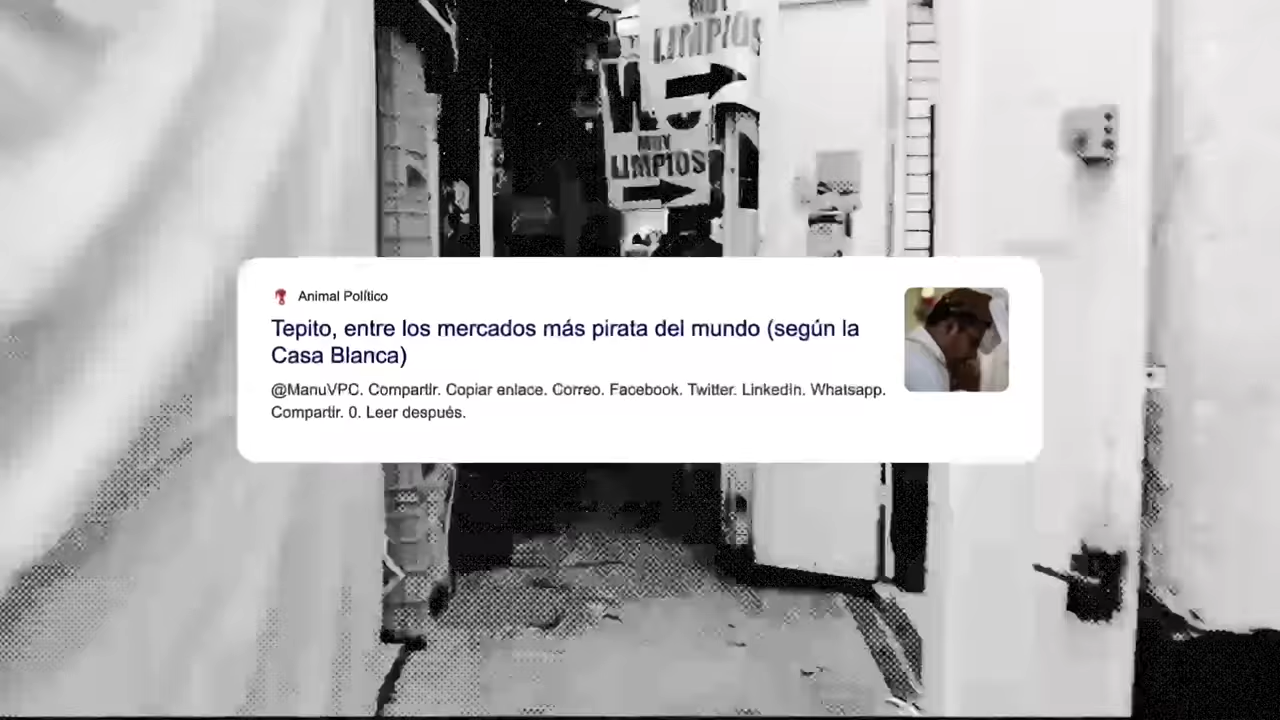 MUY
LIMPIOS
W.C.
MUY
LIMPIOS
Animal Político
Tepito, entre los mercados más pirata del mundo (según la
Casa Blanca)
@ManuVPC. Compartir. Copiar enlace. Correo. Facebook. Twitter. LinkedIn. Whatsapp.
Compartir. 0. Leer después.